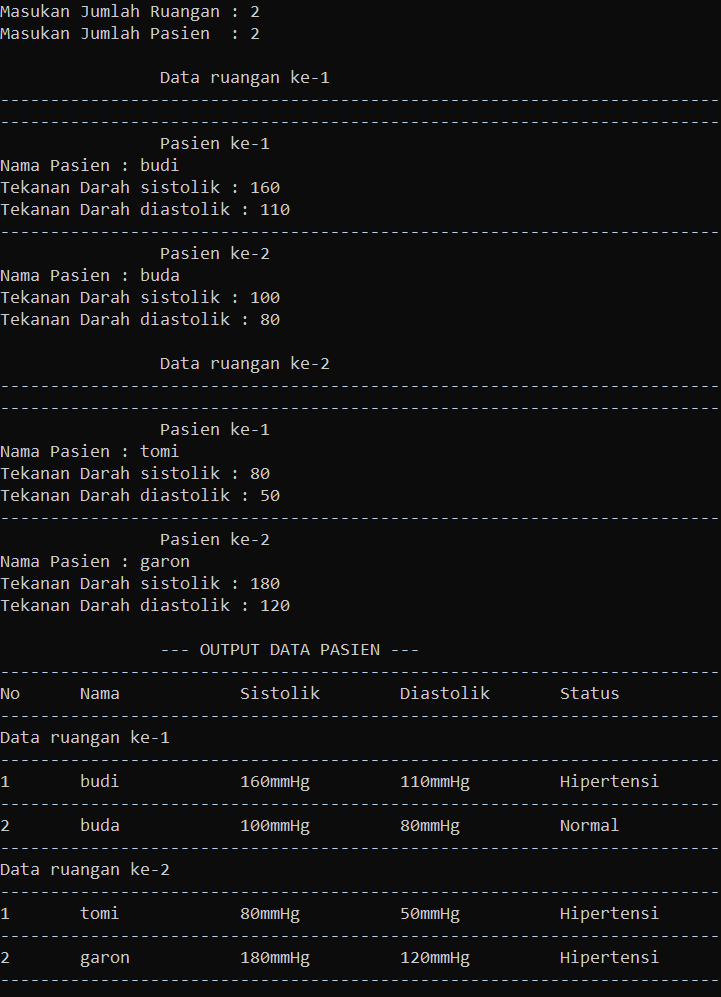 Masukan Jumlah Ruangan : 2
Masukan Jumlah Pasien  : 2
Data ruangan ke-1
------------------------------------------------------------------------
------------------------------------------------------------------------
Pasien ke-1
Nama Pasien : budi
Tekanan Darah sistolik : 160
Tekanan Darah diastolik : 110
------------------------------------------------------------------------
Pasien ke-2
Nama Pasien : buda
Tekanan Darah sistolik : 100
Tekanan Darah diastolik : 80
Data ruangan ke-2
------------------------------------------------------------------------
------------------------------------------------------------------------
Pasien ke-1
Nama Pasien : tomi
Tekanan Darah sistolik : 80
Tekanan Darah diastolik : 50
------------------------------------------------------------------------
Pasien ke-2
Nama Pasien : garon
Tekanan Darah sistolik : 180
Tekanan Darah diastolik : 120
--- OUTPUT DATA PASIEN ---
------------------------------------------------------------------------
No      Nama            Sistolik        Diastolik       Status
------------------------------------------------------------------------
Data ruangan ke-1
------------------------------------------------------------------------
1       budi            160mmHg         110mmHg         Hipertensi
------------------------------------------------------------------------
2       buda            100mmHg         80mmHg          Normal
------------------------------------------------------------------------
Data ruangan ke-2
------------------------------------------------------------------------
1       tomi            80mmHg          50mmHg          Hipertensi
------------------------------------------------------------------------
2       garon           180mmHg         120mmHg         Hipertensi
------------------------------------------------------------------------